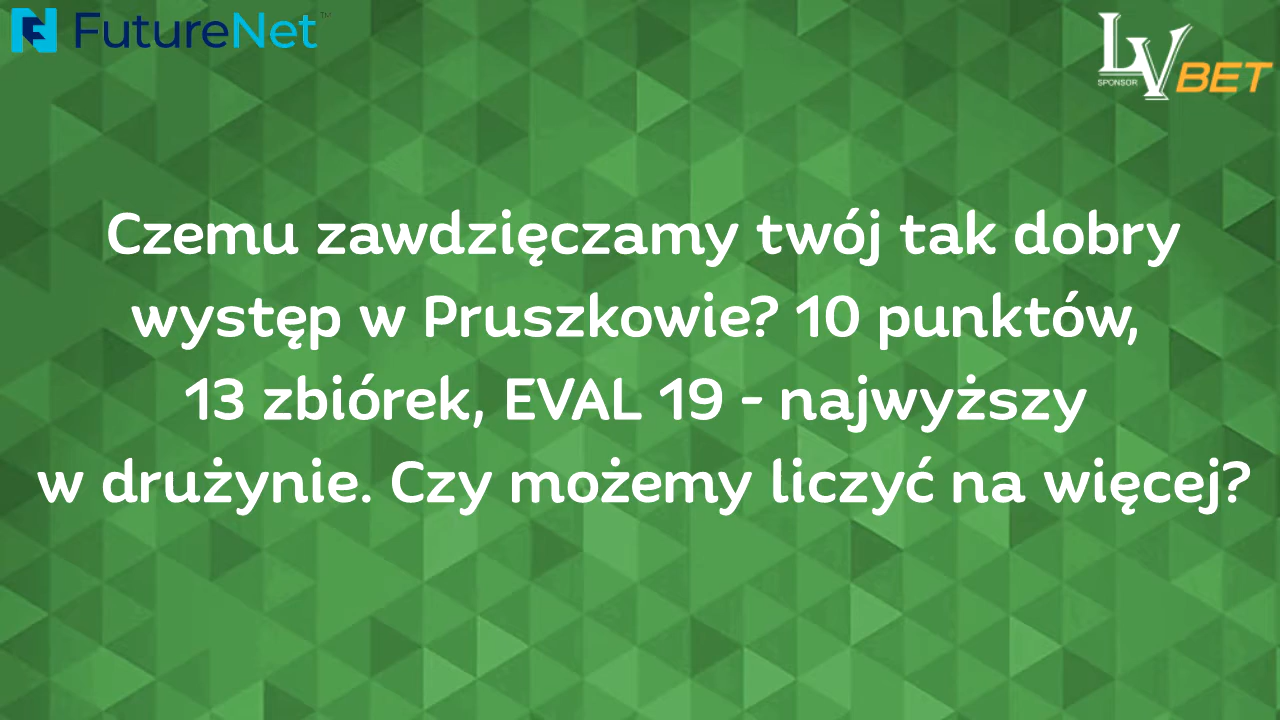 FutureNet™
LV BET
SPONSOR
Czemu zawdzięczamy twój tak dobry
występ w Pruszkowie? 10 punktów,
13 zbiórek, EVAL 19 - najwyższy
w drużynie. Czy możemy liczyć na więcej?